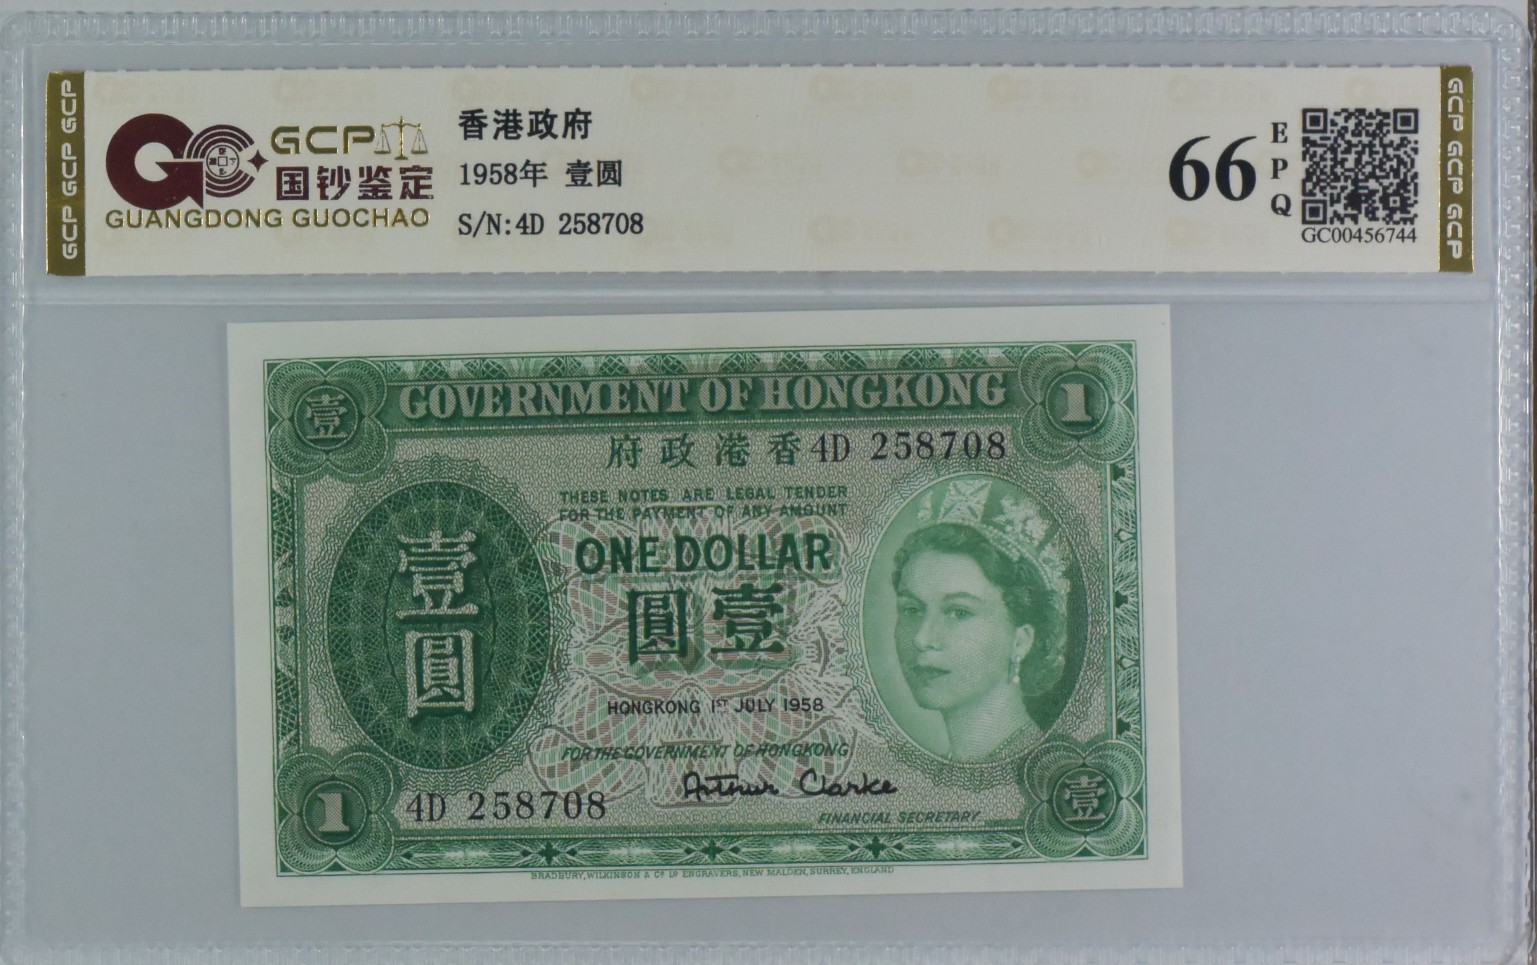 GCP GCP GCP
GCP
国钞鉴定
GUANGDONG GUOCHAO
香港政府
1958年 壹圆
S/N:4D 258708
66
EPQ
GC00456744
GCP GCP GCP
壹
GOVERNMENT OF HONGKONG
1
府政港香 4D 258708
THESE NOTES ARE LEGAL TENDER
FOR THE PAYMENT OF ANY AMOUNT
ONE DOLLAR
圓壹
壹圓
HONGKONG 1ST JULY 1958
FOR THE GOVERNMENT OF HONGKONG
Arthur Clarke
FINANCIAL SECRETARY
1
4D 258708
壹
BRADBURY, WILKINSON & Co Ld ENGRAVERS, NEW MALDEN, SURREY, ENGLAND